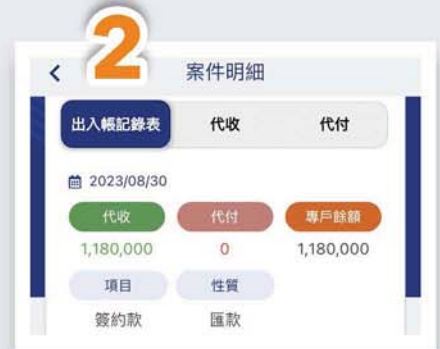 2
案件明細
出入帳記錄表 代收 代付
2023/08/30
代收 代付 專戶餘額
1,180,000 0 1,180,000
項目 性質
簽約款 匯款